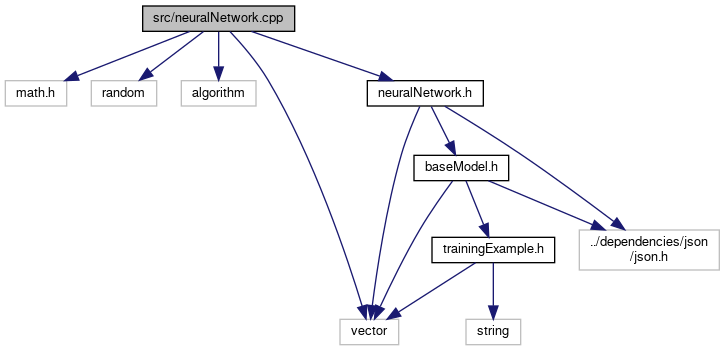 src/neuralNetwork.cpp
math.h
random
algorithm
neuralNetwork.h
baseModel.h
trainingExample.h
../dependencies/json
/json.h
vector
string